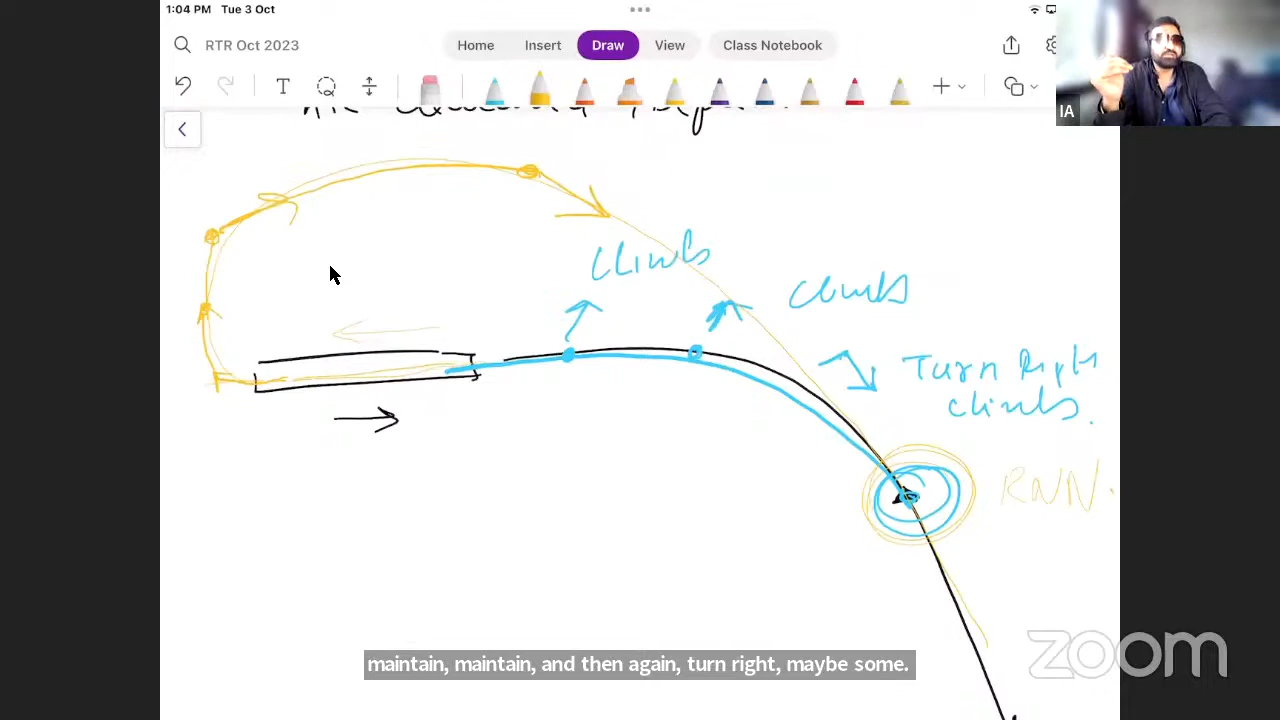 1:04 PM Tue 3 Oct
RTR Oct 2023
Home Insert Draw View Class Notebook
IA
Climb
Climb
Turn Right
Climb.
RNN.
zoom
maintain, maintain, and then again, turn right, maybe some.